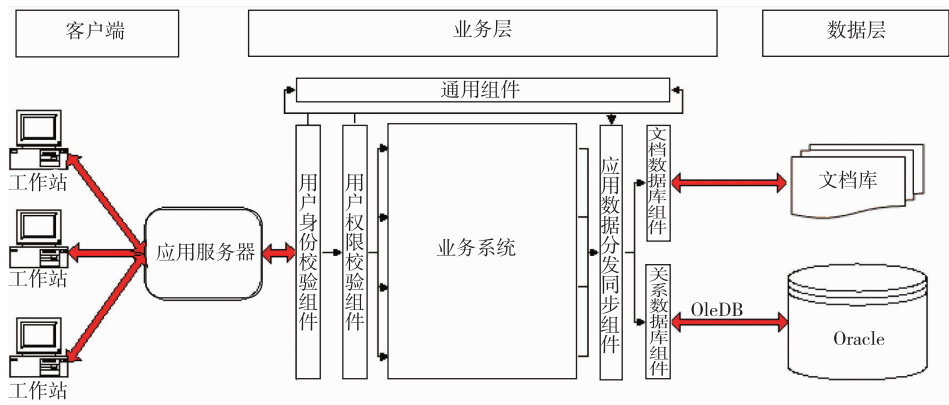 客户端
业务层
数据层
通用组件
工作站
工作站
工作站
应用服务器
用户身份校验组件
用户权限校验组件
业务系统
应用数据分发同步组件
文档数据库组件
关系数据库组件
文档库
OleDB
Oracle